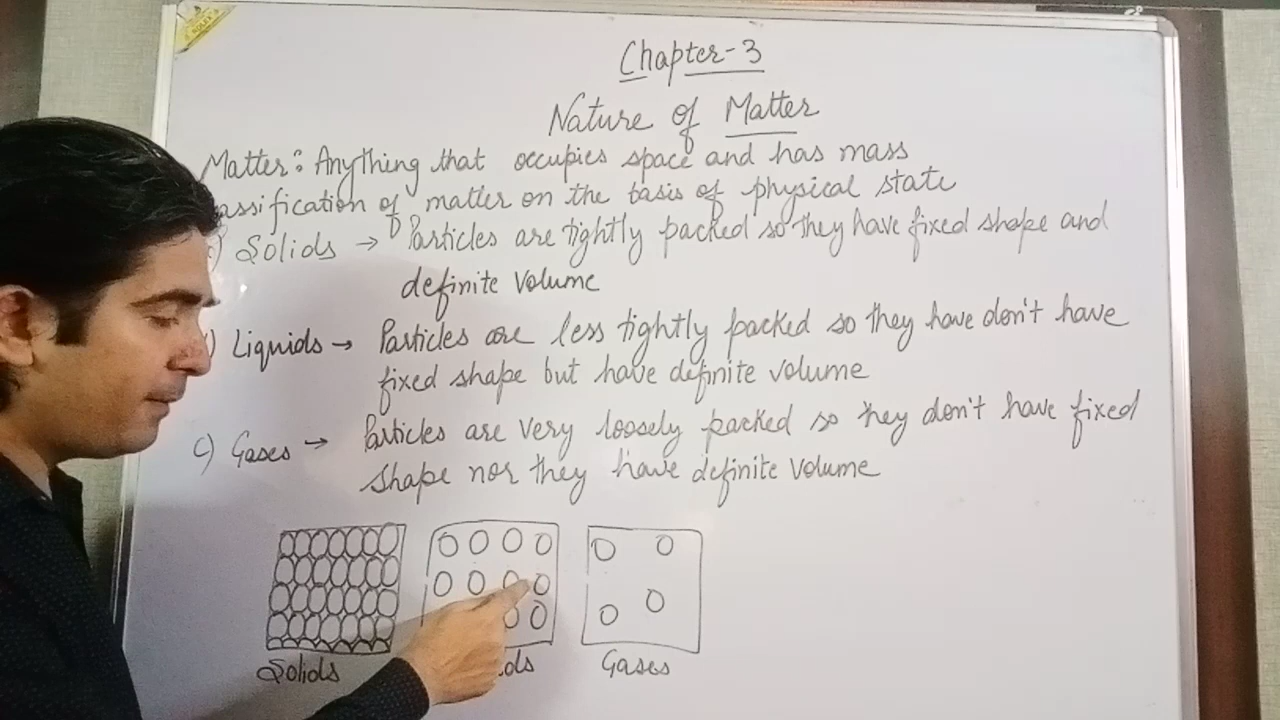 Chapter-3
Nature of Matter
Matter: Anything that occupies space and has mass
assification of matter on the basis of physical state
) Solids → Particles are tightly packed so they have fixed shape and
definite volume
) Liquids → Particles are less tightly packed so they have don't have
fixed shape but have definite volume
c) Gases → Particles are very loosely packed so they don't have fixed
shape nor they have definite volume
Solids ids Gases